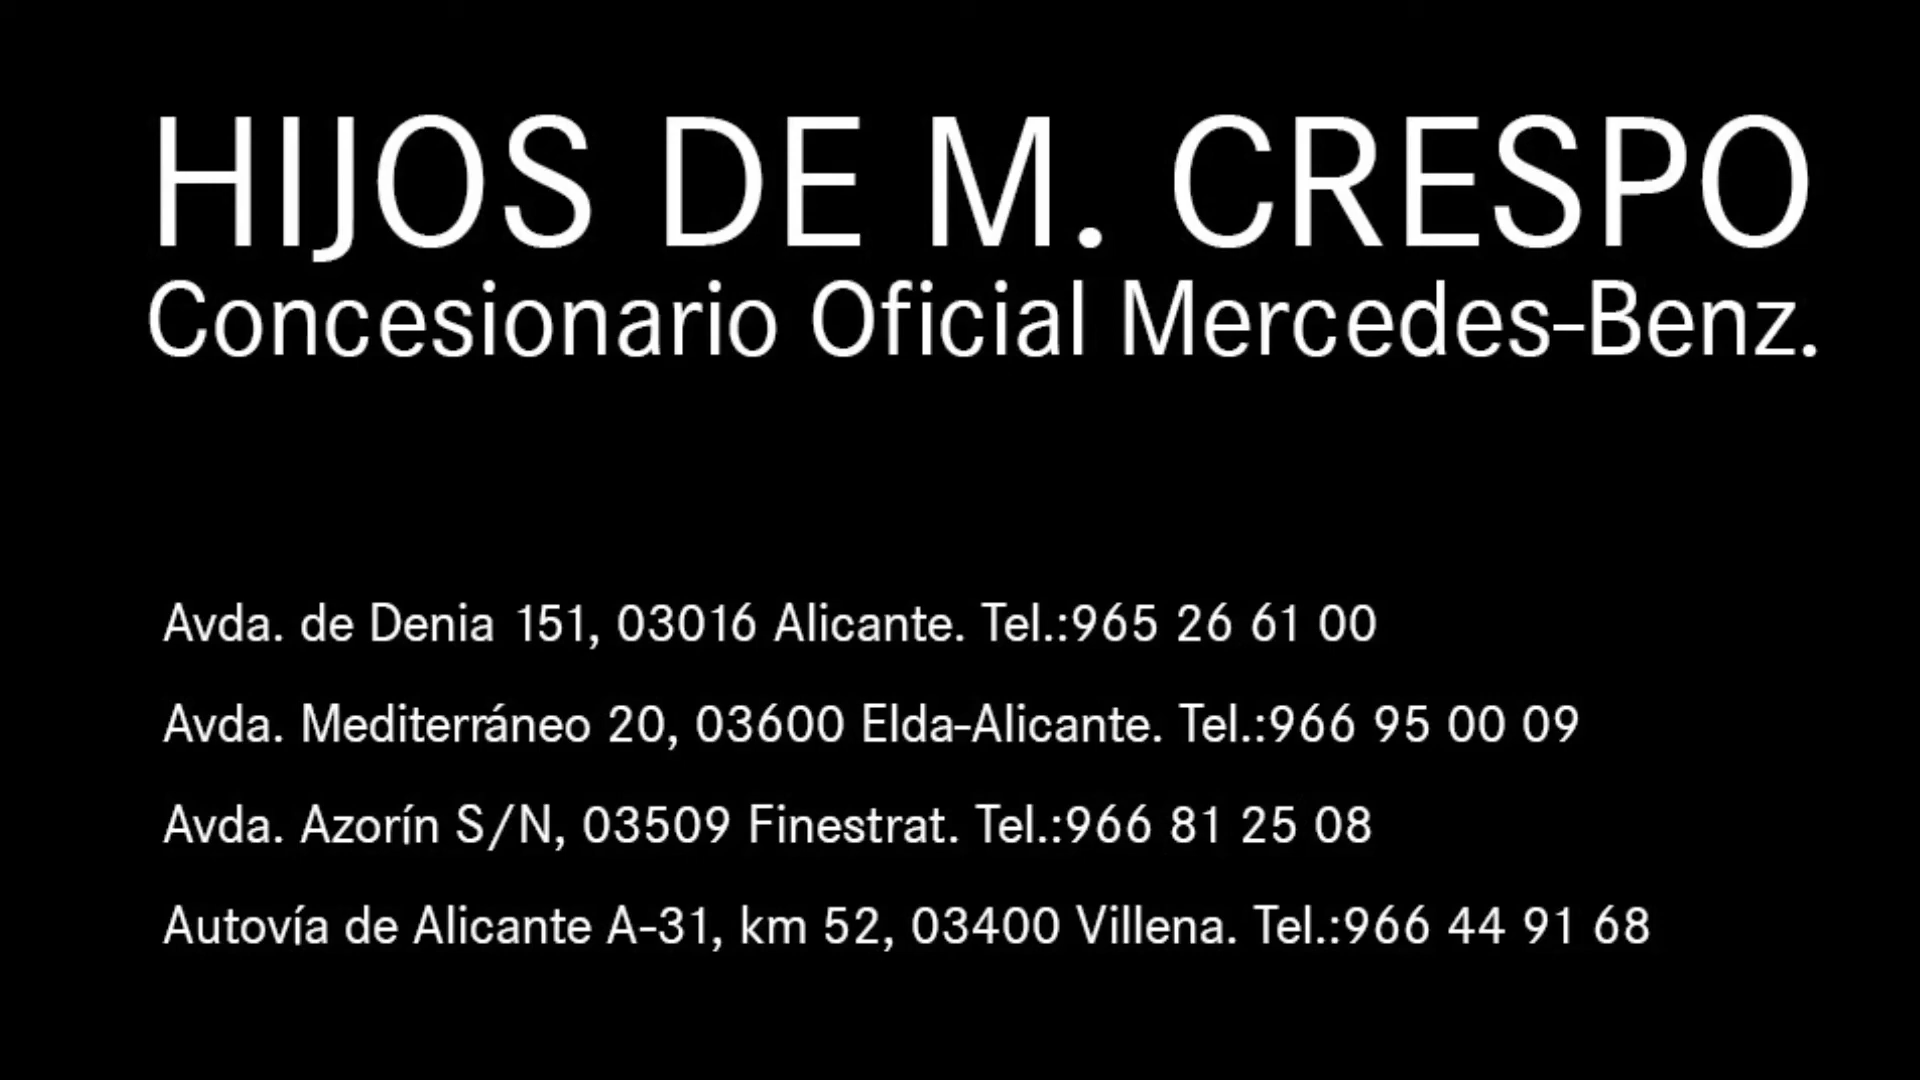 HIJOS DE M. CRESPO
Concesionario Oficial Mercedes-Benz.
Avda. de Denia 151, 03016 Alicante. Tel.:965 26 61 00
Avda. Mediterráneo 20, 03600 Elda-Alicante. Tel.:966 95 00 09
Avda. Azorín S/N, 03509 Finestrat. Tel.:966 81 25 08
Autovía de Alicante A-31, km 52, 03400 Villena. Tel.:966 44 91 68